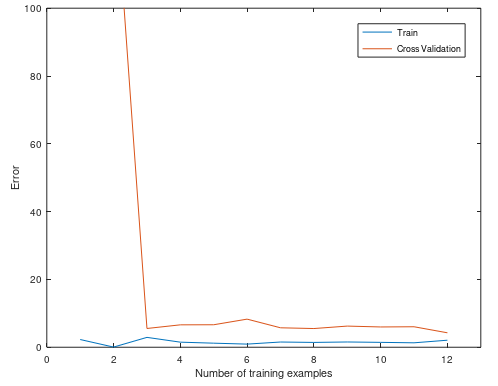 100
80
60
40
20
0
0 2 4 6 8 10 12
Error
Number of training examples
Train
Cross Validation